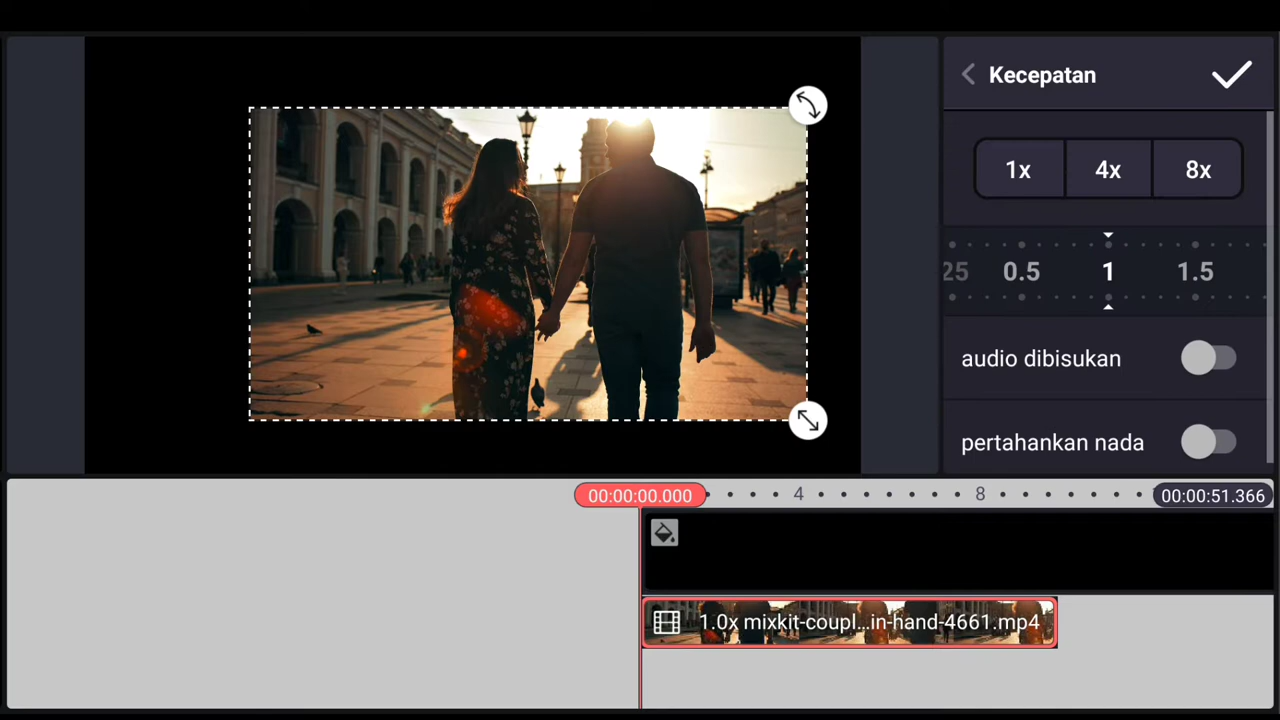 Kecepatan
1x 4x 8x
25 0.5 1 1.5
audio dibisukan
pertahankan nada
00:00:00.000 4 8 00:00:51.366
1.0x mixkit-coupl...in-hand-4661.mp4